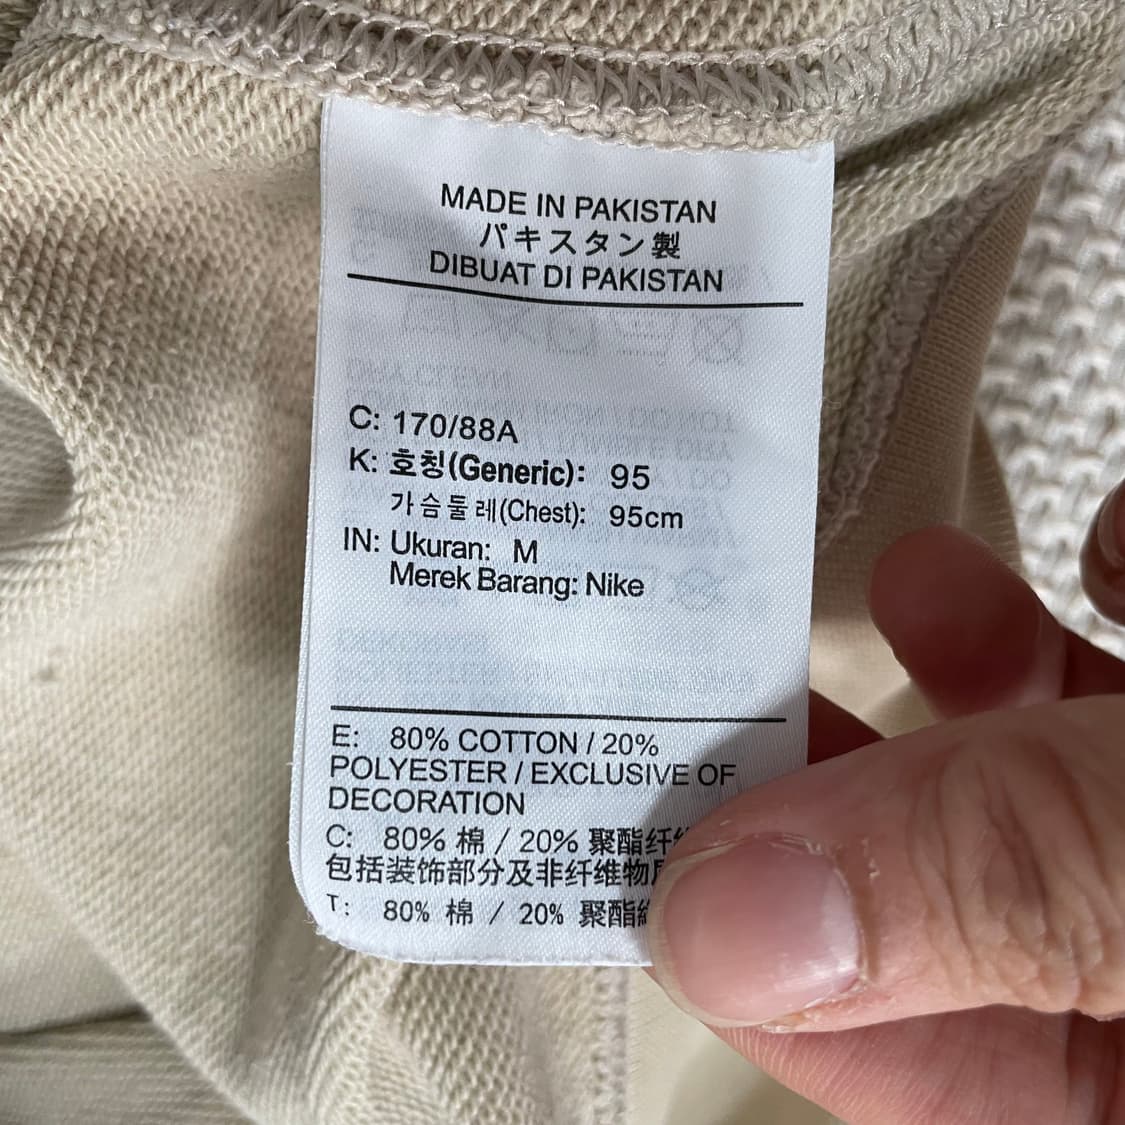 MADE IN PAKISTAN
パキスタン製
DIBUAT DI PAKISTAN
C: 170/88A
K: 호칭(Generic): 95
가슴둘레(Chest): 95cm
IN: Ukuran: M
Merek Barang: Nike
E: 80% COTTON / 20%
POLYESTER / EXCLUSIVE OF
DECORATION
C: 80% 棉 / 20% 聚酯纤
包括装饰部分及非纤维物
T: 80% 棉 / 20% 聚酯